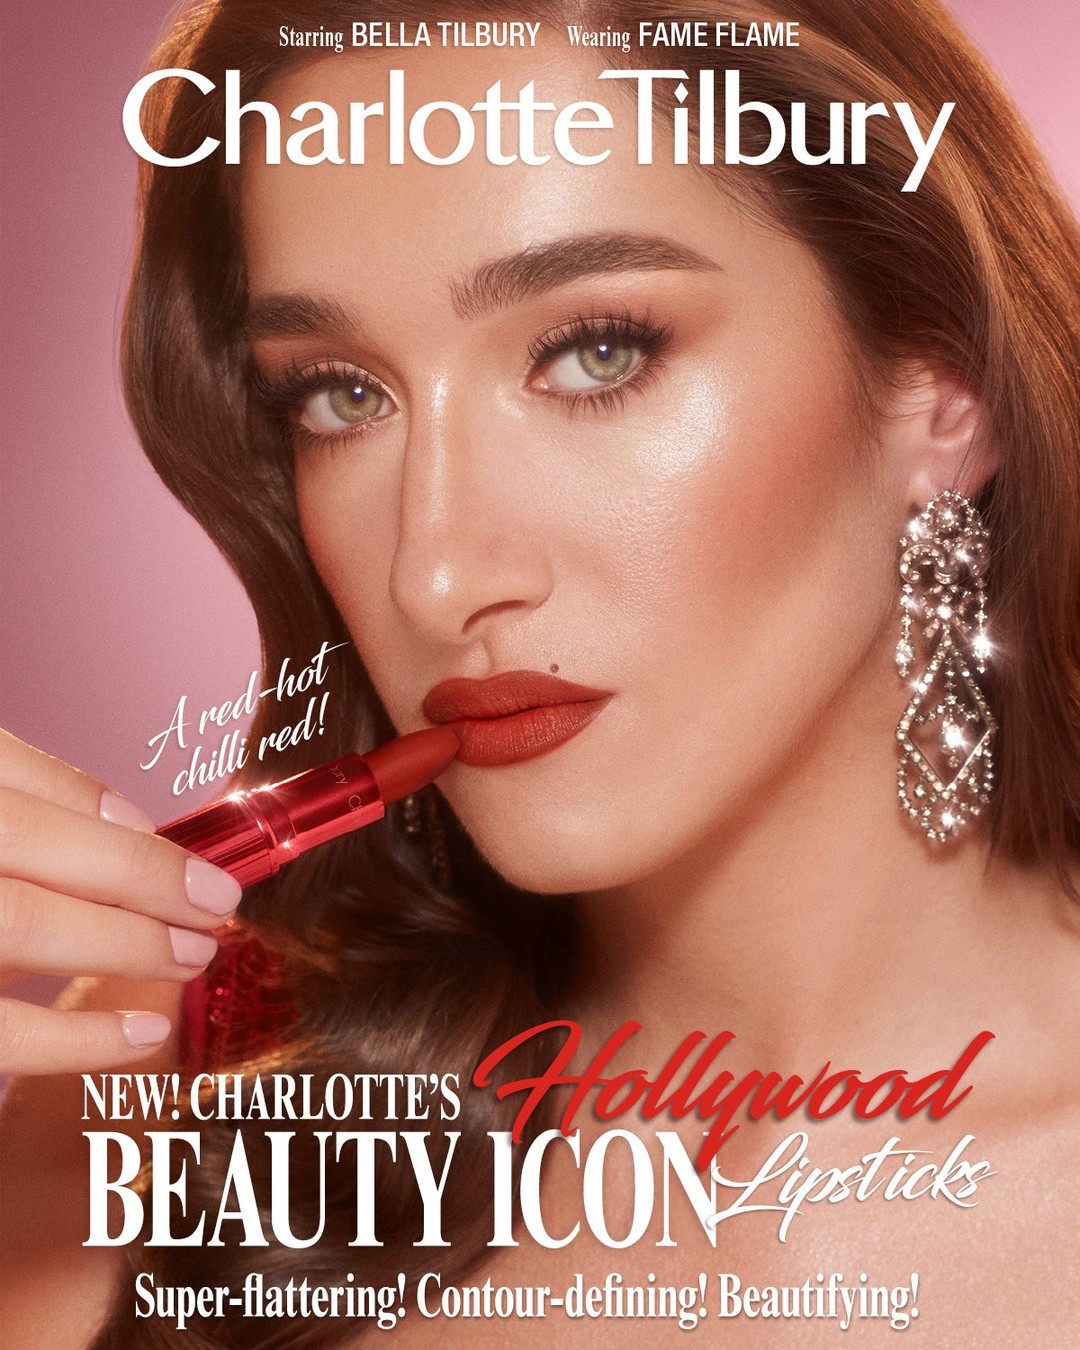 Starring BELLA TILBURY Wearing FAME FLAME
Charlotte Tilbury
A red-hot
chilli red!
NEW! CHARLOTTE'S Hollywood
BEAUTY ICON Lipsticks
Super-flattering! Contour-defining! Beautifying!